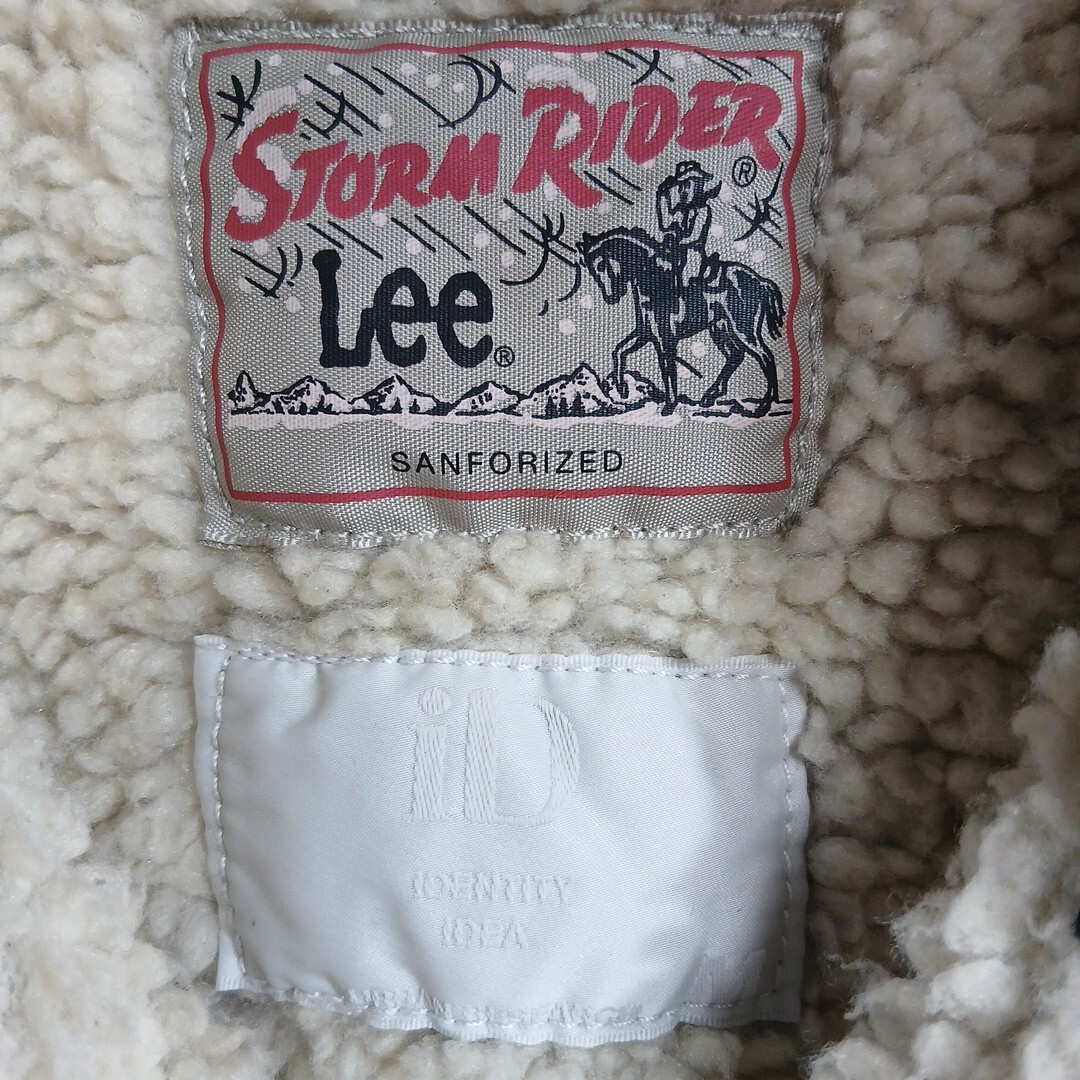 STORM RIDER
®
Lee®
SANFORIZED
iD
IDENTITY
IDEA